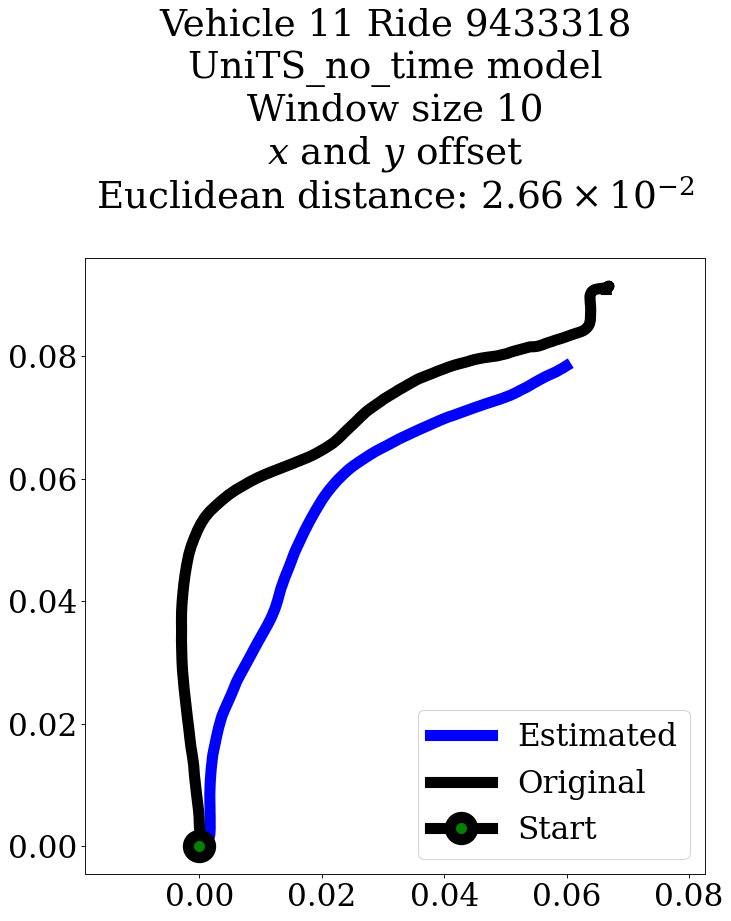 Vehicle 11 Ride 9433318
UniTS_no_time model
Window size 10
x and y offset
Euclidean distance: 2.66 × 10⁻²
0.08
0.06
0.04
0.02
0.00
Estimated
Original
Start
0.00 0.02 0.04 0.06 0.08